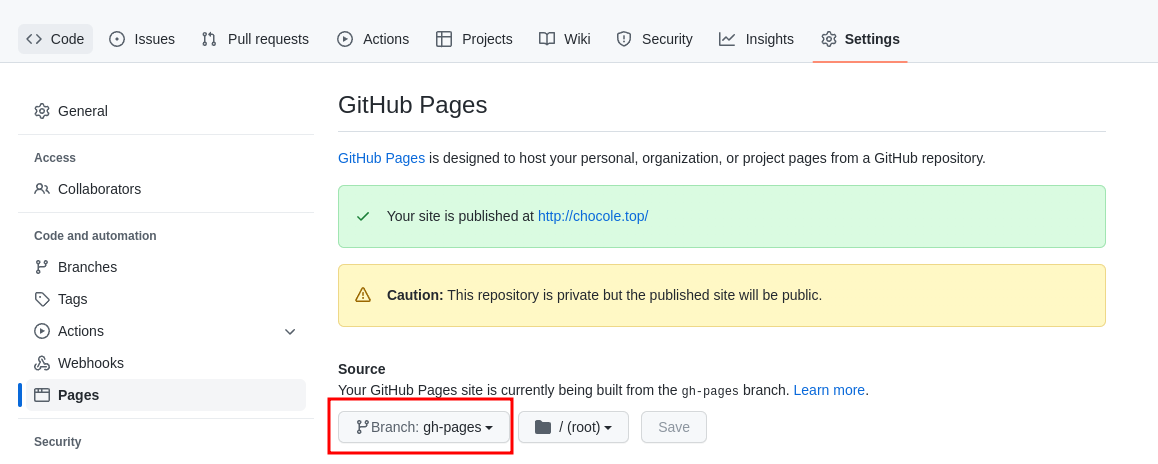 Code Issues Pull requests Actions Projects Wiki Security Insights Settings
General
Access
Collaborators
Code and automation
Branches
Tags
Actions
Webhooks
Pages
Security
GitHub Pages
GitHub Pages is designed to host your personal, organization, or project pages from a GitHub repository.
Your site is published at http://chocole.top/
Caution: This repository is private but the published site will be public.
Source
Your GitHub Pages site is currently being built from the gh-pages branch. Learn more.
Branch: gh-pages / (root) Save